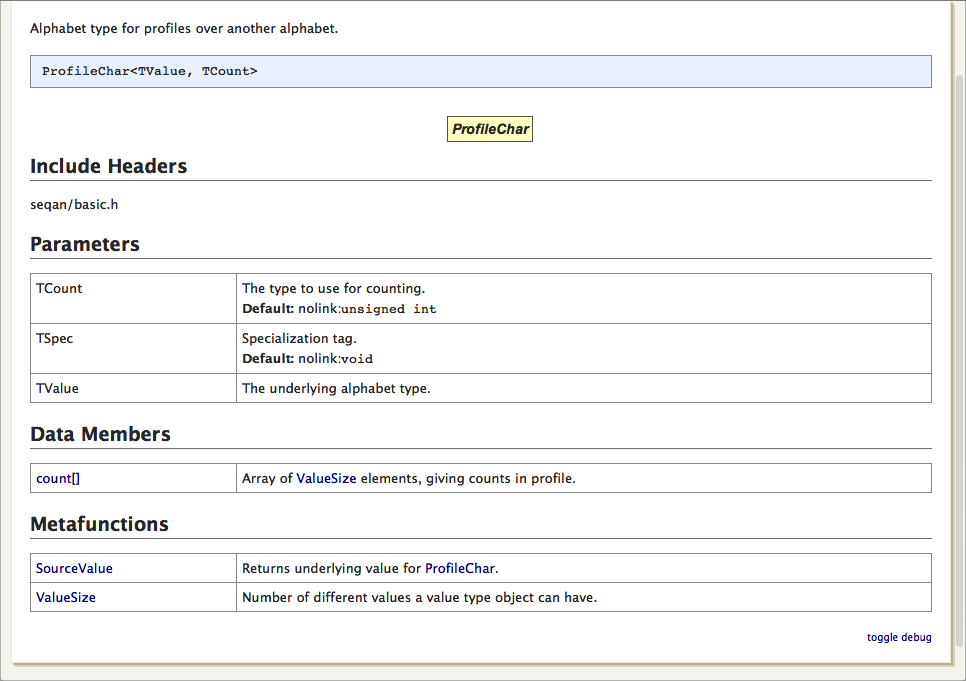 Alphabet type for profiles over another alphabet.
ProfileChar<TValue, TCount>
ProfileChar
Include Headers
seqan/basic.h
Parameters
TCount The type to use for counting.
Default: nolink:unsigned int
TSpec Specialization tag.
Default: nolink:void
TValue The underlying alphabet type.
Data Members
count[] Array of ValueSize elements, giving counts in profile.
Metafunctions
SourceValue Returns underlying value for ProfileChar.
ValueSize Number of different values a value type object can have.
toggle debug